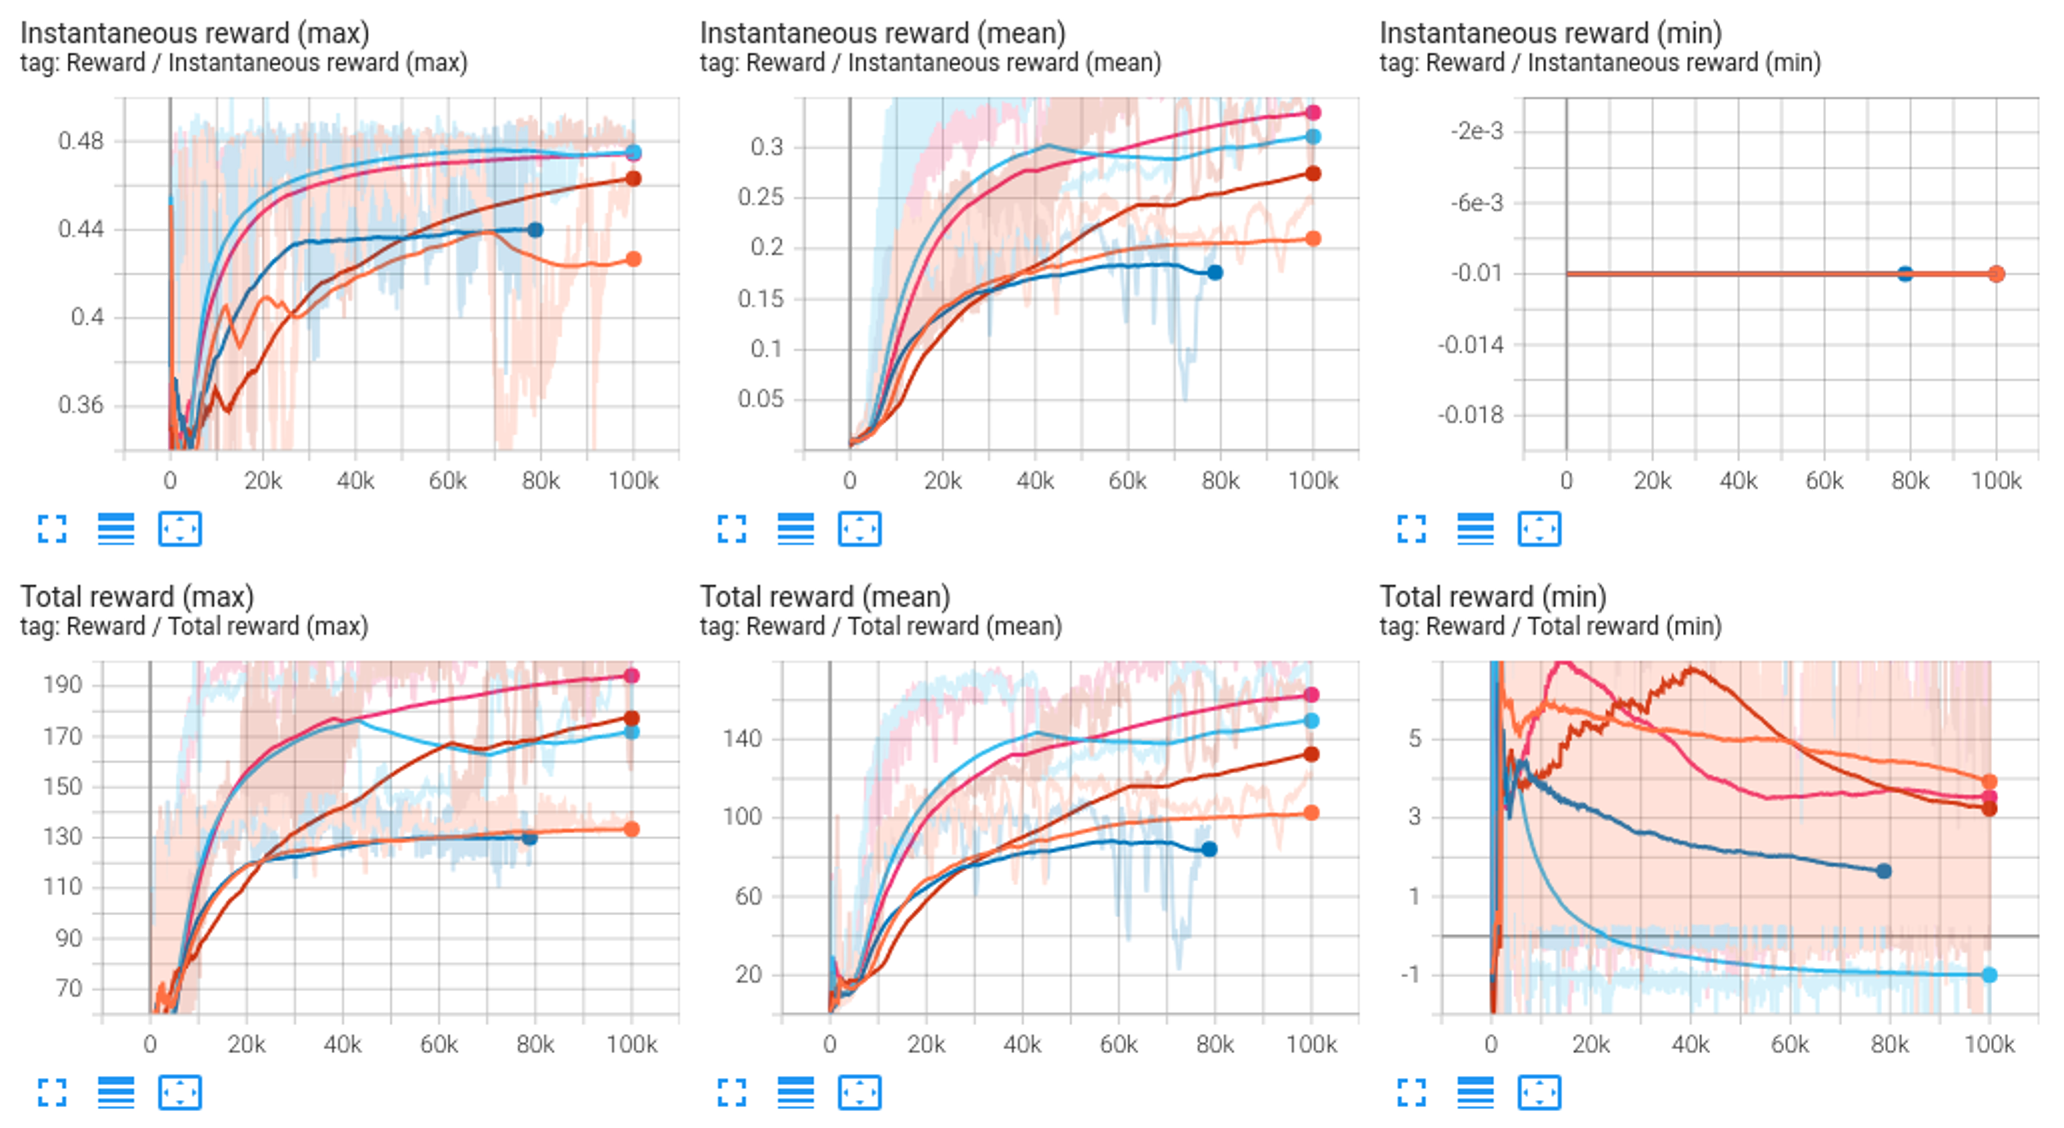 Instantaneous reward (max)
tag: Reward / Instantaneous reward (max)
0.48
0.44
0.4
0.36
0 20k 40k 60k 80k 100k
Instantaneous reward (mean)
tag: Reward / Instantaneous reward (mean)
0.3
0.25
0.2
0.15
0.1
0.05
0 20k 40k 60k 80k 100k
Instantaneous reward (min)
tag: Reward / Instantaneous reward (min)
-2e-3
-6e-3
-0.01
-0.014
-0.018
0 20k 40k 60k 80k 100k
Total reward (max)
tag: Reward / Total reward (max)
190
170
150
130
110
90
70
0 20k 40k 60k 80k 100k
Total reward (mean)
tag: Reward / Total reward (mean)
140
100
60
20
0 20k 40k 60k 80k 100k
Total reward (min)
tag: Reward / Total reward (min)
5
3
1
-1
0 20k 40k 60k 80k 100k